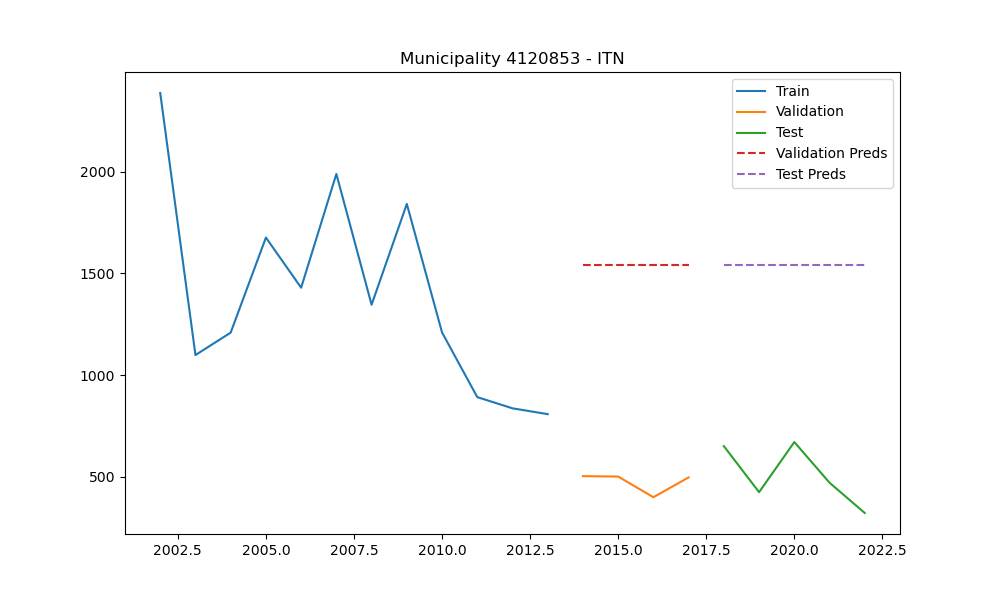 Municipality 4120853 - ITN
Train
Validation
Test
Validation Preds
Test Preds
2000
1500
1000
500
2002.5 2005.0 2007.5 2010.0 2012.5 2015.0 2017.5 2020.0 2022.5